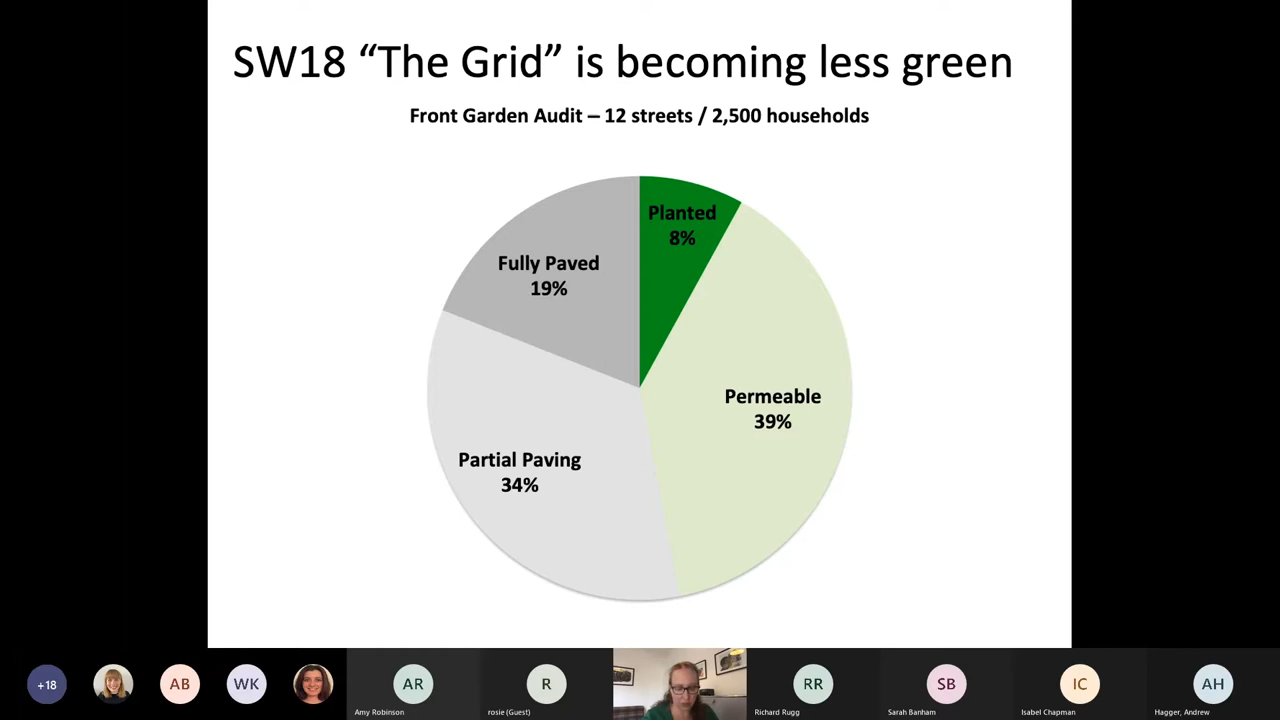 SW18 “The Grid” is becoming less green
Front Garden Audit – 12 streets / 2,500 households
Planted
8%
Fully Paved
19%
Permeable
39%
Partial Paving
34%
+18
AB
WK
AR
R
RR
SB
IC
AH
Amy Robinson
rosie (Guest)
Richard Rugg
Sarah Banham
Isabel Chapman
Hagger, Andrew